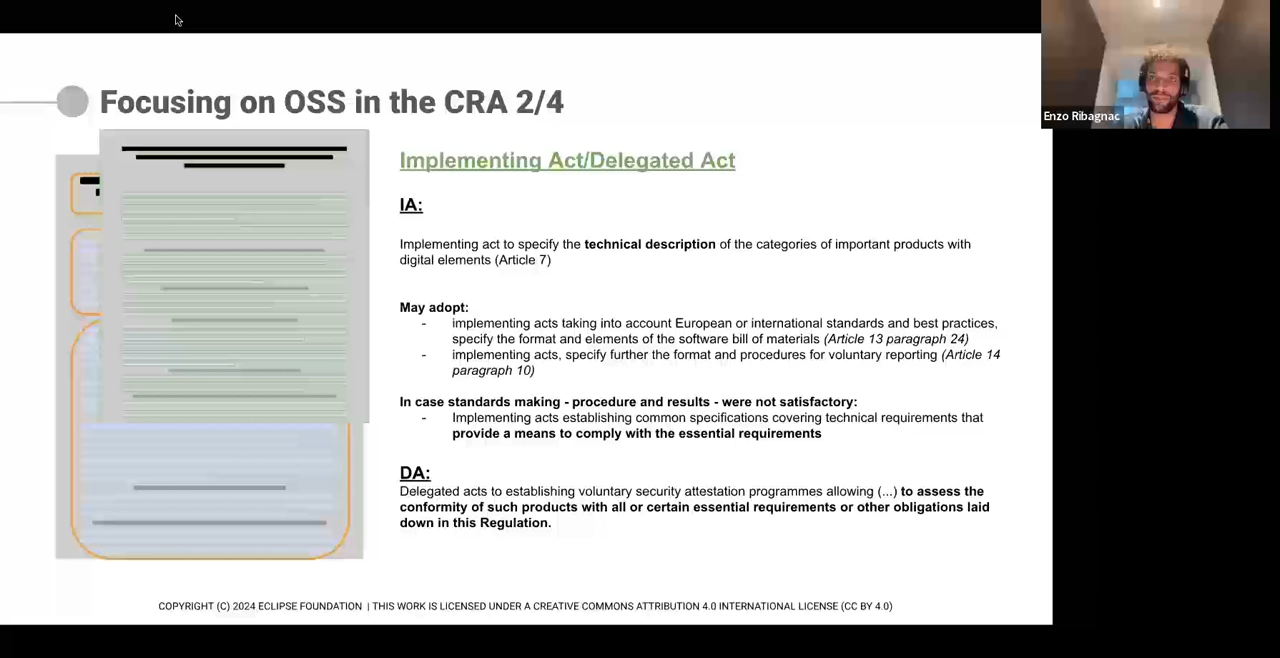 Focusing on OSS in the CRA 2/4
Enzo Ribagnac
Implementing Act/Delegated Act
IA:
Implementing act to specify the technical description of the categories of important products with
digital elements (Article 7)
May adopt:
- implementing acts taking into account European or international standards and best practices,
specify the format and elements of the software bill of materials (Article 13 paragraph 24)
- implementing acts, specify further the format and procedures for voluntary reporting (Article 14
paragraph 10)
In case standards making - procedure and results - were not satisfactory:
- Implementing acts establishing common specifications covering technical requirements that
provide a means to comply with the essential requirements
DA:
Delegated acts to establishing voluntary security attestation programmes allowing (...) to assess the
conformity of such products with all or certain essential requirements or other obligations laid
down in this Regulation.
COPYRIGHT (C) 2024 ECLIPSE FOUNDATION | THIS WORK IS LICENSED UNDER A CREATIVE COMMONS ATTRIBUTION 4.0 INTERNATIONAL LICENSE (CC BY 4.0)